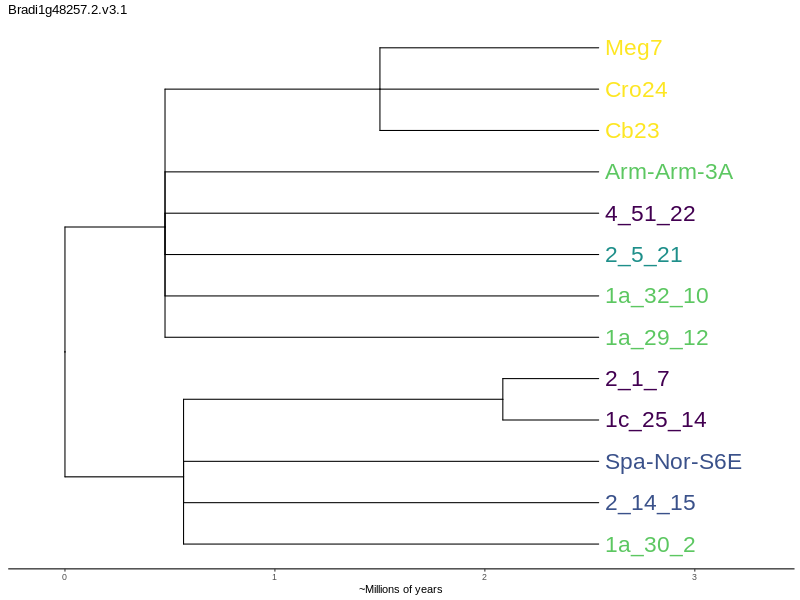 Bradi1g48257.2.v3.1
Meg7
Cro24
Cb23
Arm-Arm-3A
4_51_22
2_5_21
1a_32_10
1a_29_12
2_1_7
1c_25_14
Spa-Nor-S6E
2_14_15
1a_30_2
0 1 2 3
~Millions of years